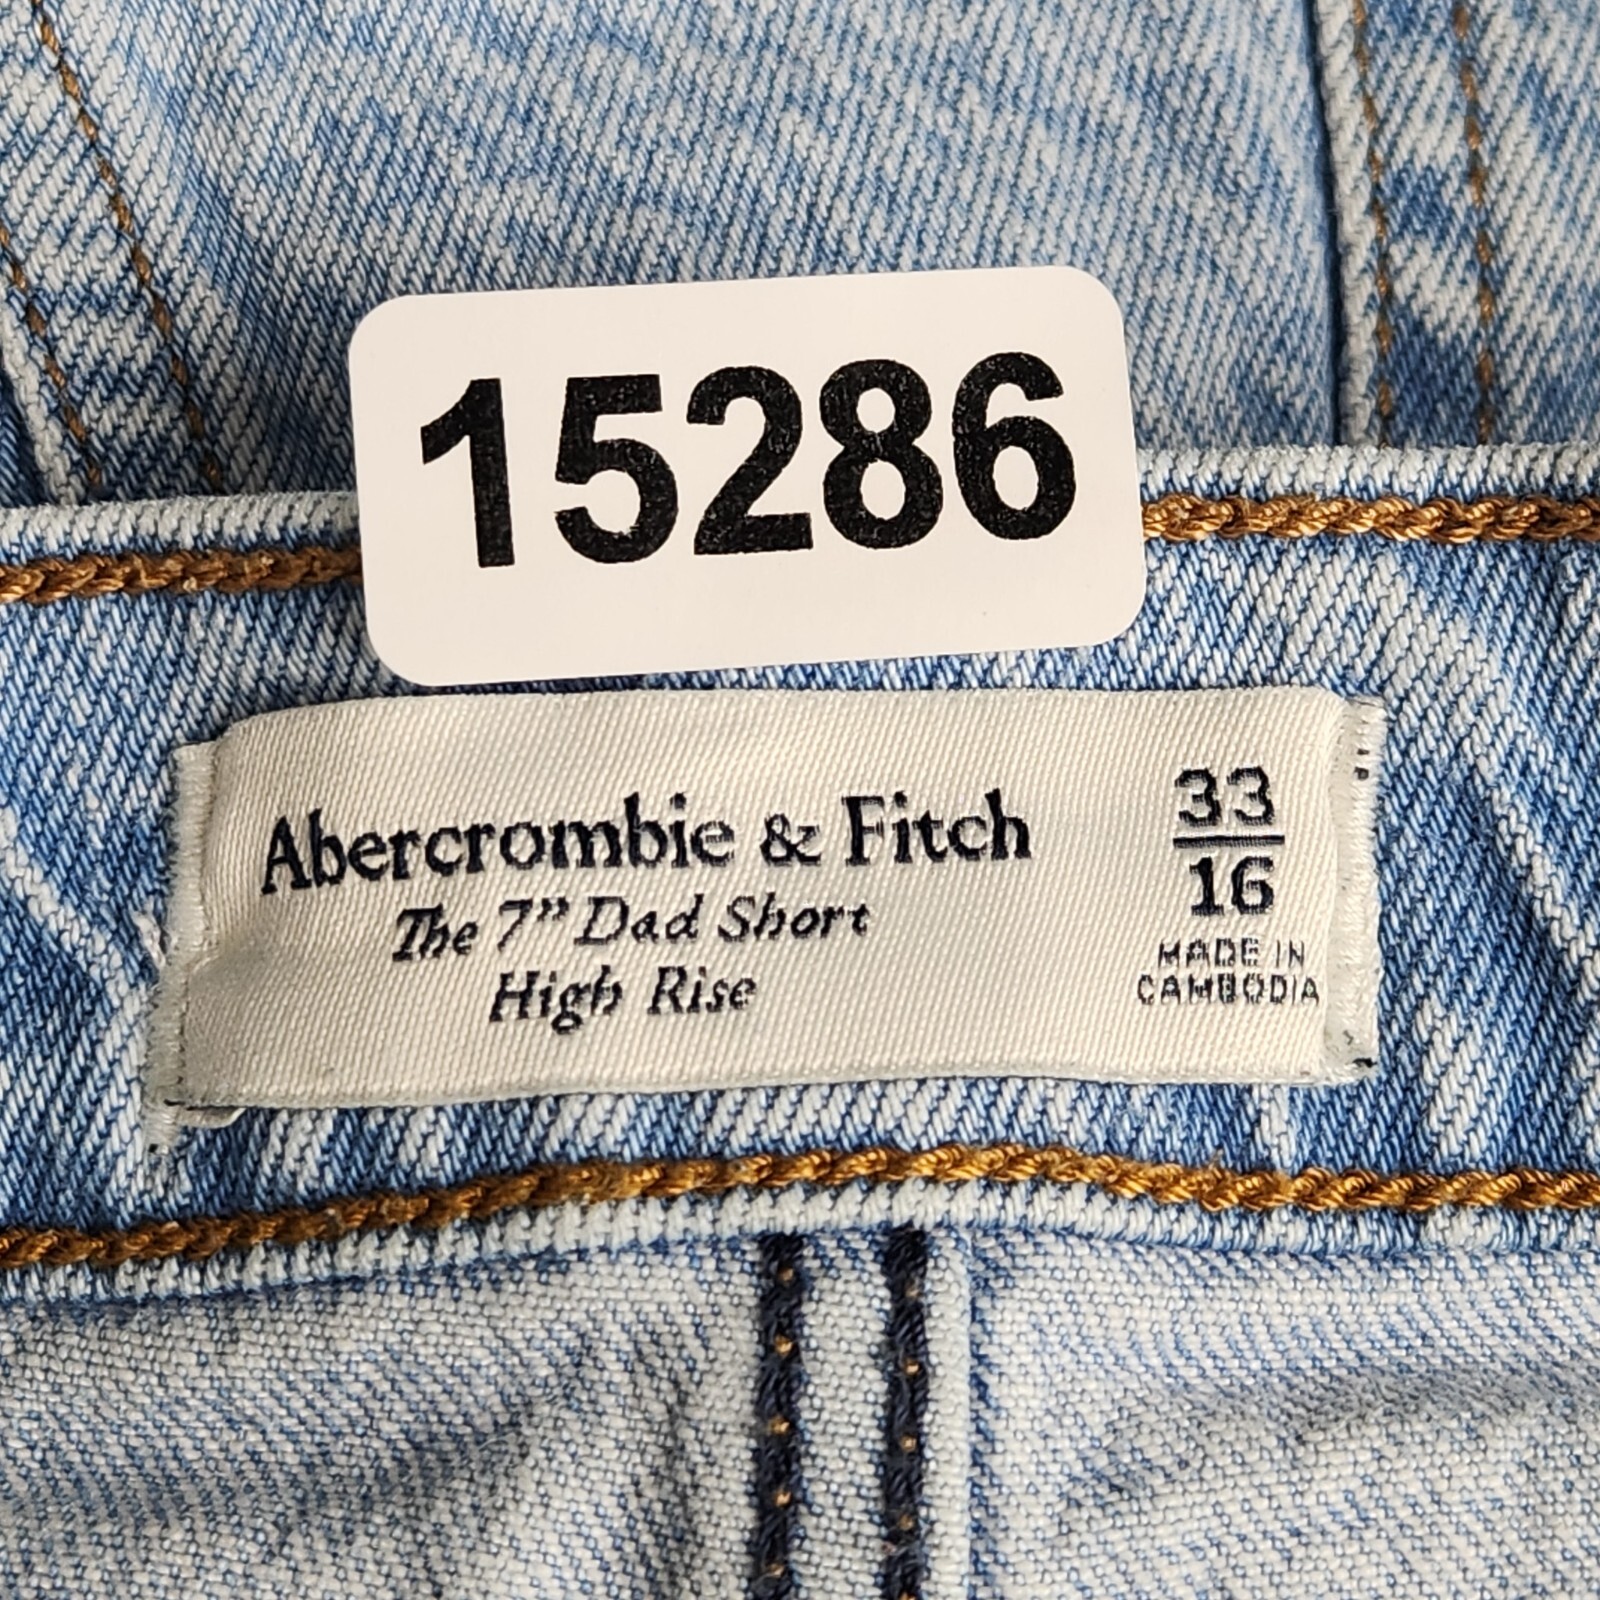 15286
Abercrombie & Fitch
The 7” Dad Short
High Rise
33
16
MADE IN
CAMBODIA